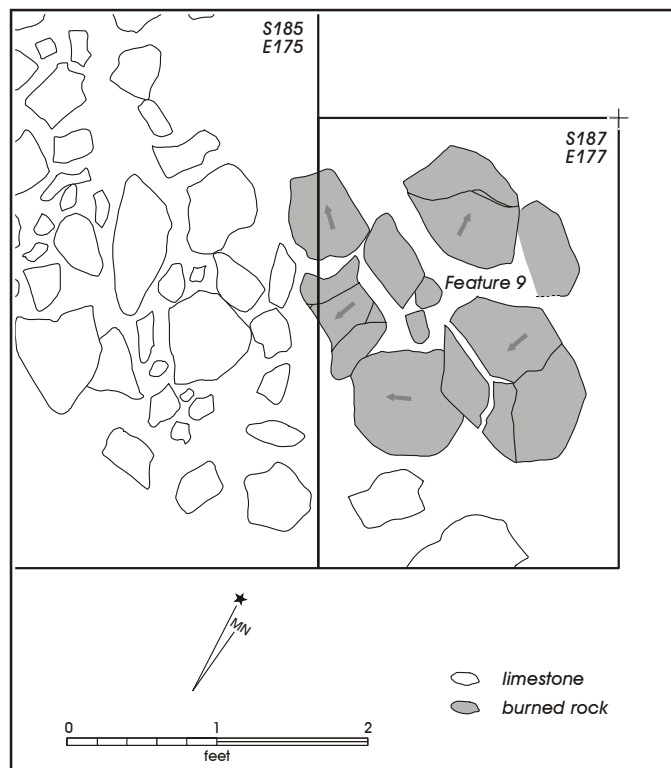 S185
E175
S187
E177
Feature 9
MN
limestone
burned rock
0 1 2
feet